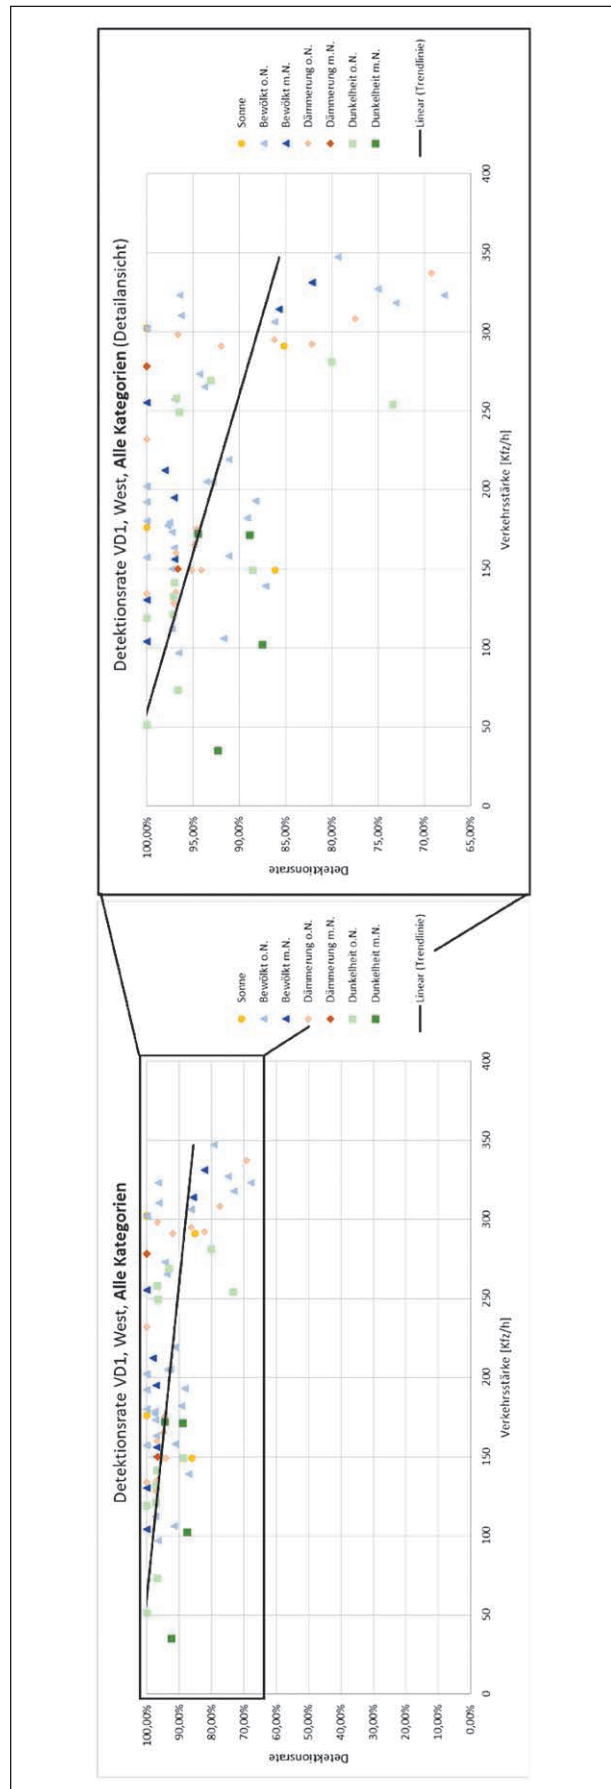 Detektionsrate VD1, West, Alle Kategorien
Detektionsrate
100,00%
90,00%
80,00%
70,00%
60,00%
50,00%
40,00%
30,00%
20,00%
10,00%
0,00%
0
50
100
150
200
250
300
350
400
Verkehrsstärke [Kfz/h]
Sonne
Bewölkt o.N.
Bewölkt m.N.
Dämmerung o.N.
Dämmerung m.N.
Dunkelheit o.N.
Dunkelheit m.N.
Linear (Trendlinie)
Detektionsrate VD1, West, Alle Kategorien (Detailansicht)
Detektionsrate
100,00%
95,00%
90,00%
85,00%
80,00%
75,00%
70,00%
65,00%
0
50
100
150
200
250
300
350
400
Verkehrsstärke [Kfz/h]
Sonne
Bewölkt o.N.
Bewölkt m.N.
Dämmerung o.N.
Dämmerung m.N.
Dunkelheit o.N.
Dunkelheit m.N.
Linear (Trendlinie)